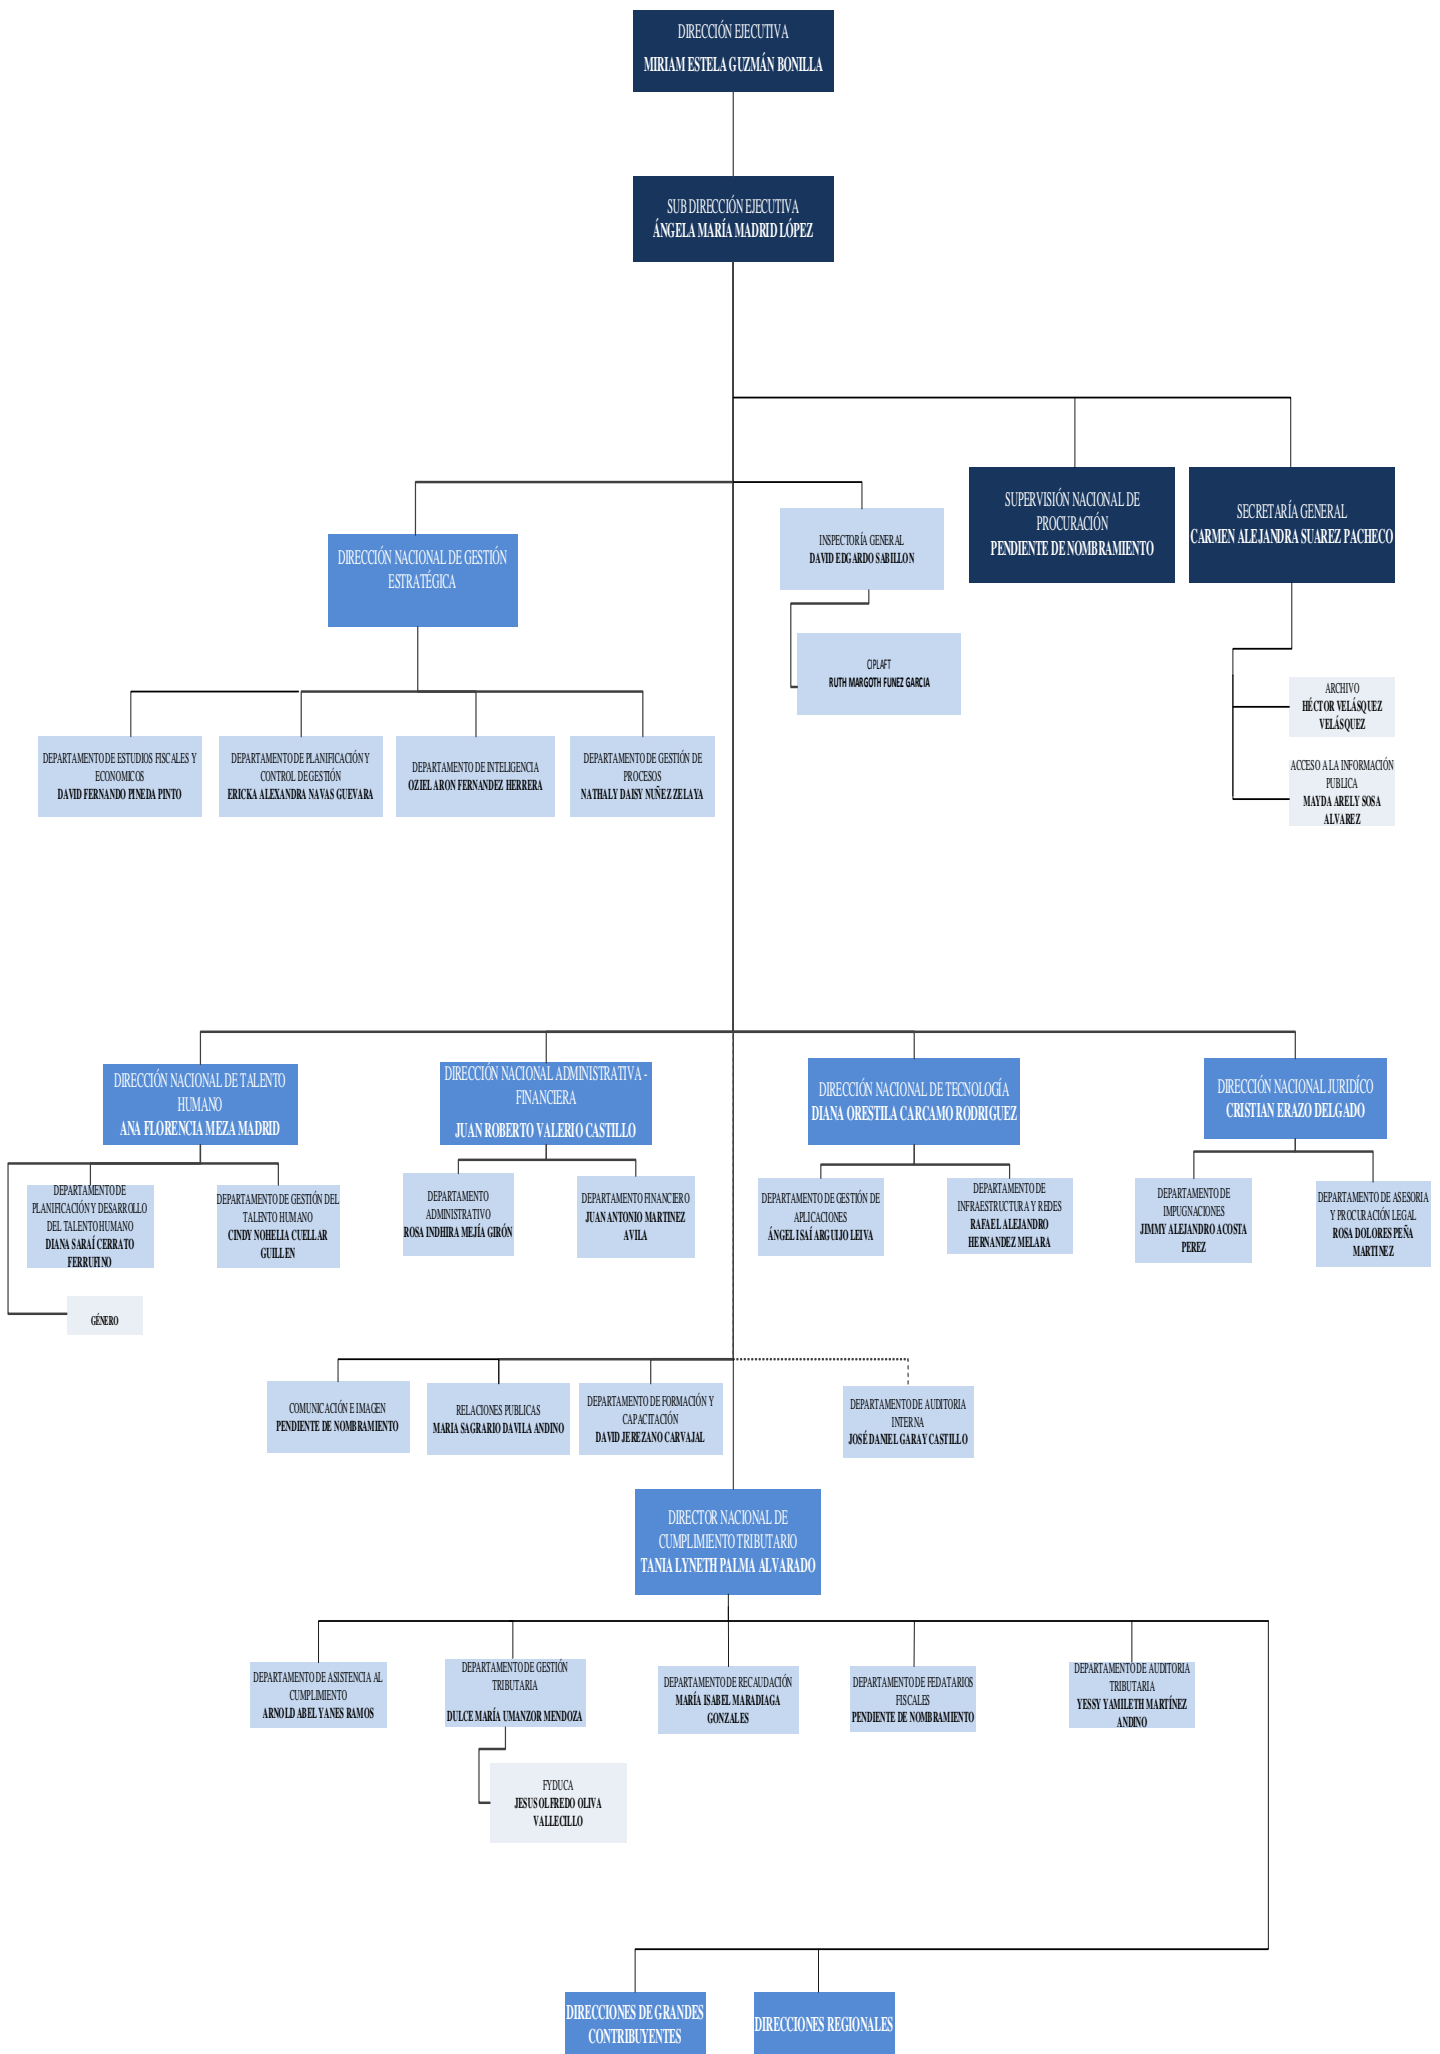 DIRECCIÓN EJECUTIVA
MIRIAM ESTELA GUZMÁN BONILLA
SUB DIRECCIÓN EJECUTIVA
ÁNGELA MARÍA MADRID LÓPEZ
SUPERVISIÓN NACIONAL DE
PROCURACIÓN
PENDIENTE DE NOMBRAMIENTO
SECRETARÍA GENERAL
CARMEN ALEJANDRA SUAREZ PACHECO
INSPECTORÍA GENERAL
DAVID EDGARDO SABILLON
DIRECCIÓN NACIONAL DE GESTIÓN
ESTRATÉGICA
CIPLAFT
RUTH MARGOTH FUNEZ GARCIA
ARCHIVO
HÉCTOR VELÁSQUEZ
VELÁSQUEZ
ACCESO A LA INFORMACIÓN
PUBLICA
MAYDA ARELY SOSA
ALVAREZ
DEPARTAMENTO DE ESTUDIOS FISCALES Y
ECONOMICOS
DAVID FERNANDO PINEDA PINTO
DEPARTAMENTO DE PLANIFICACIÓN Y
CONTROL DE GESTIÓN
ERICKA ALEXANDRA NAVAS GUEVARA
DEPARTAMENTO DE INTELIGENCIA
OZIEL ARON FERNANDEZ HERRERA
DEPARTAMENTO DE GESTIÓN DE
PROCESOS
NATHALY DAISY NUÑEZ ZELAYA
DIRECCIÓN NACIONAL DE TALENTO
HUMANO
ANA FLORENCIA MEZA MADRID
DIRECCIÓN NACIONAL ADMINISTRATIVA -
FINANCIERA
JUAN ROBERTO VALERIO CASTILLO
DIRECCIÓN NACIONAL DE TECNOLOGÍA
DIANA ORESTILA CARCAMO RODRIGUEZ
DIRECCIÓN NACIONAL JURIDÍCO
CRISTIAN ERAZO DELGADO
DEPARTAMENTO DE
PLANIFICACIÓN Y DESARROLLO
DEL TALENTO HUMANO
DIANA SARAÍ CERRATO
FERRUFINO
DEPARTAMENTO DE GESTIÓN DEL
TALENTO HUMANO
CINDY NOHELIA CUELLAR
GUILLEN
DEPARTAMENTO
ADMINISTRATIVO
ROSA INDHIRA MEJÍA GIRÓN
DEPARTAMENTO FINANCIERO
JUAN ANTONIO MARTINEZ
AVILA
DEPARTAMENTO DE GESTIÓN DE
APLICACIONES
ÁNGEL ISAÍ ARGUIJO LEIVA
DEPARTAMENTO DE
INFRAESTRUCTURA Y REDES
RAFAEL ALEJANDRO
HERNANDEZ MELARA
DEPARTAMENTO DE
IMPUGNACIONES
JIMMY ALEJANDRO ACOSTA
PEREZ
DEPARTAMENTO DE ASESORIA
Y PROCURACIÓN LEGAL
ROSA DOLORES PEÑA
MARTINEZ
GÉNERO
COMUNICACIÓN E IMAGEN
PENDIENTE DE NOMBRAMIENTO
RELACIONES PUBLICAS
MARIA SAGRARIO DAVILA ANDINO
DEPARTAMENTO DE FORMACIÓN Y
CAPACITACIÓN
DAVID JEREZANO CARVAJAL
DEPARTAMENTO DE AUDITORIA
INTERNA
JOSÉ DANIEL GARAY CASTILLO
DIRECTOR NACIONAL DE
CUMPLIMIENTO TRIBUTARIO
TANIA LYNETH PALMA ALVARADO
DEPARTAMENTO DE ASISTENCIA AL
CUMPLIMIENTO
ARNOLD ABEL YANES RAMOS
DEPARTAMENTO DE GESTIÓN
TRIBUTARIA
DULCE MARÍA UMANZOR MENDOZA
DEPARTAMENTO DE RECAUDACIÓN
MARÍA ISABEL MARADIAGA
GONZALES
DEPARTAMENTO DE FEDATARIOS
FISCALES
PENDIENTE DE NOMBRAMIENTO
DEPARTAMENTO DE AUDITORIA
TRIBUTARIA
YESSY YAMILETH MARTÍNEZ
ANDINO
FYDUCA
JESUS OLFREDO OLIVA
VALLECILLO
DIRECCIONES DE GRANDES
CONTRIBUYENTES
DIRECCIONES REGIONALES